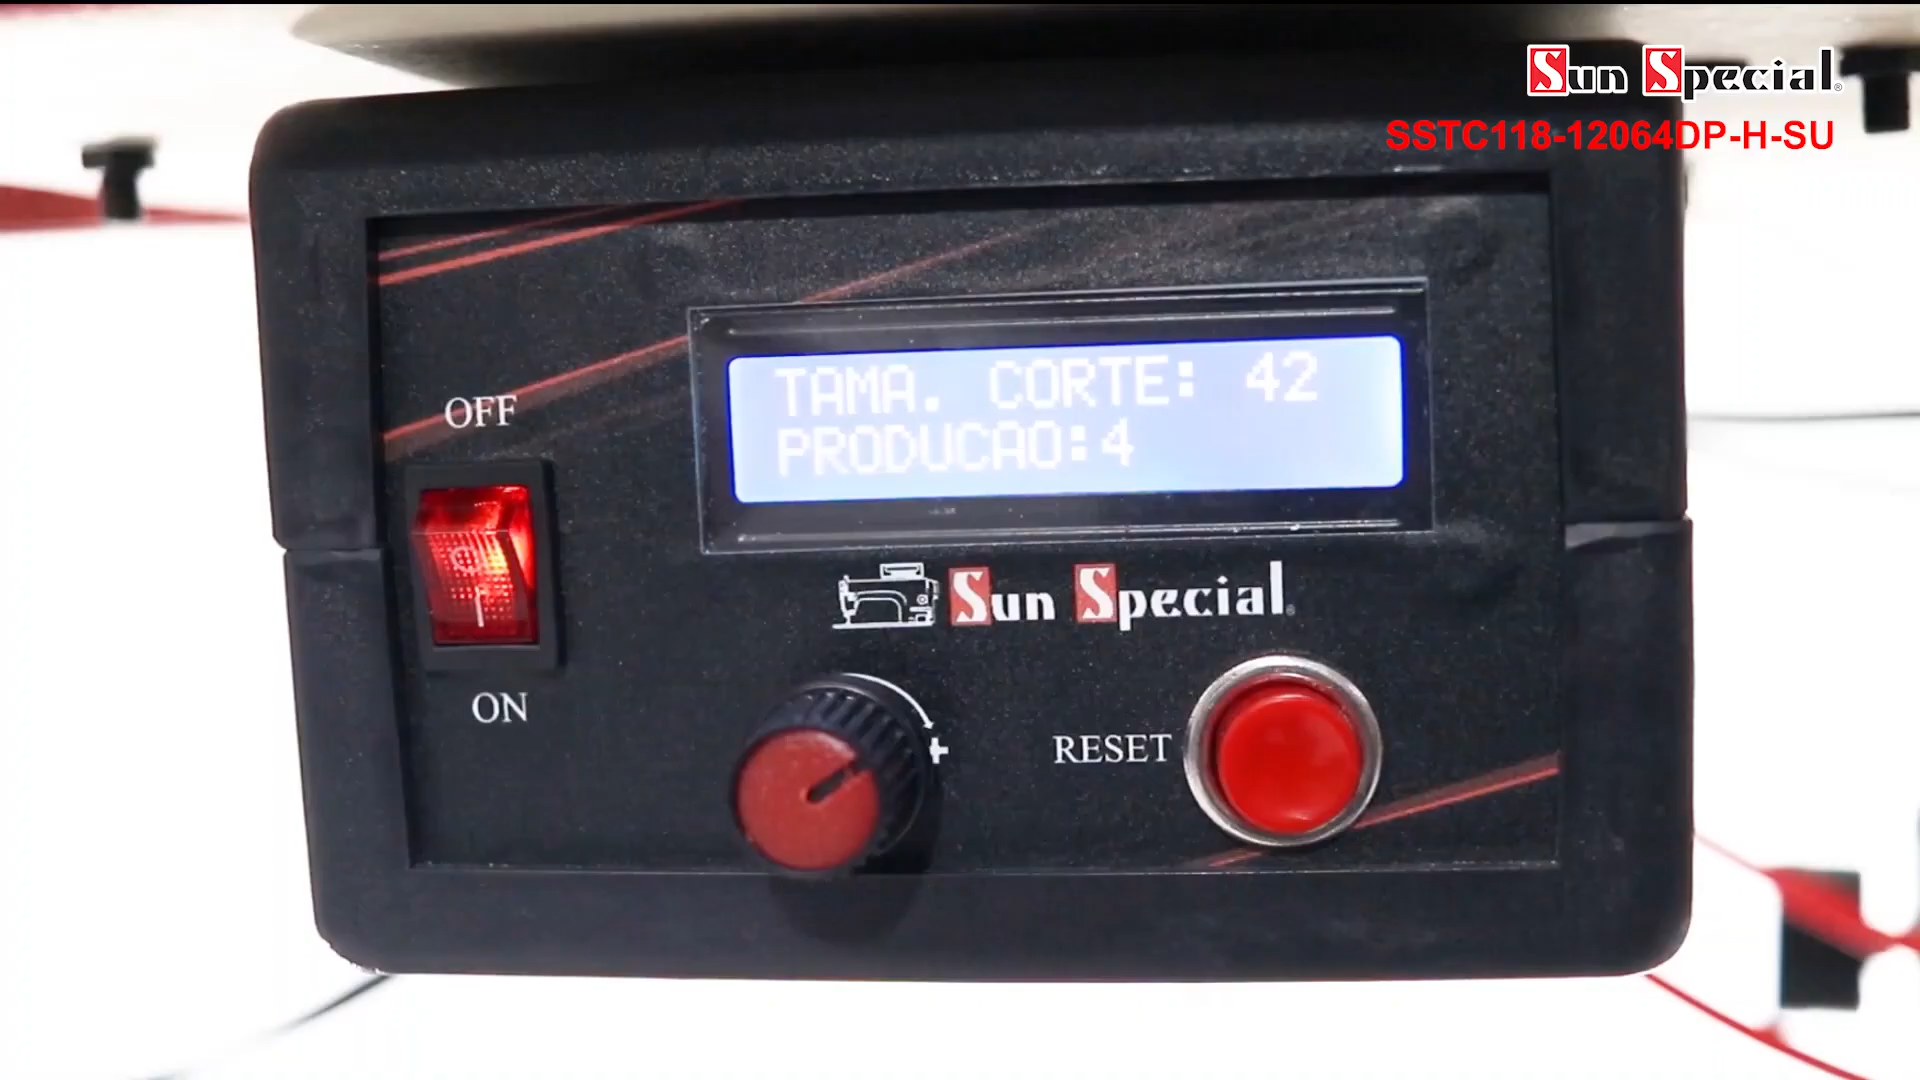 Sun Special®
SSTC118-12064DP-H-SU
TAMA. CORTE: 42
PRODUCAO:4
OFF
Sun Special
ON
+
RESET